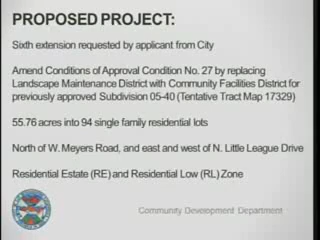 PROPOSED PROJECT:
Sixth extension requested by applicant from City
Amend Conditions of Approval Condition No. 27 by replacing
Landscape Maintenance District with Community Facilities District for
previously approved Subdivision 05-40 (Tentative Tract Map 17329)
55.76 acres into 94 single family residential lots
North of W. Meyers Road, and east and west of N. Little League Drive
Residential Estate (RE) and Residential Low (RL) Zone
Community Development Department